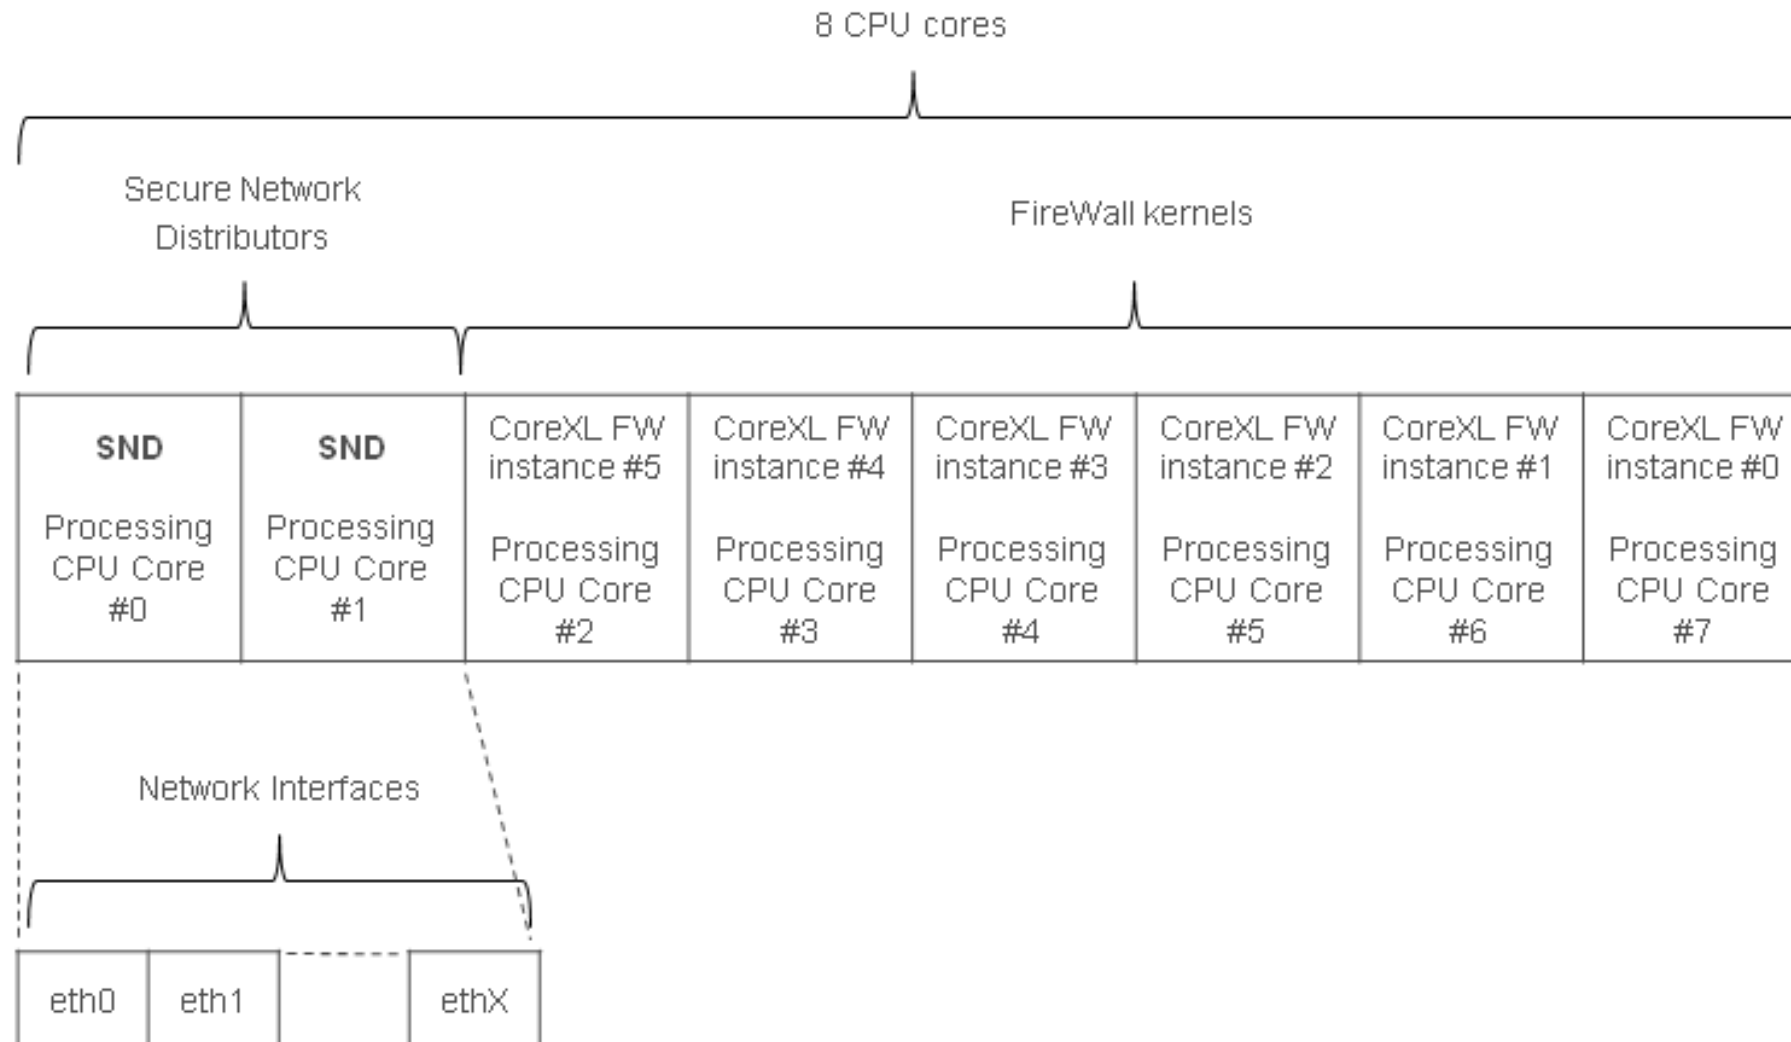 8 CPU cores
Secure Network
Distributors
FireWall kernels
SND
Processing
CPU Core
#0
SND
Processing
CPU Core
#1
CoreXL FW
instance #5
Processing
CPU Core
#2
CoreXL FW
instance #4
Processing
CPU Core
#3
CoreXL FW
instance #3
Processing
CPU Core
#4
CoreXL FW
instance #2
Processing
CPU Core
#5
CoreXL FW
instance #1
Processing
CPU Core
#6
CoreXL FW
instance #0
Processing
CPU Core
#7
Network Interfaces
eth0
eth1
ethX